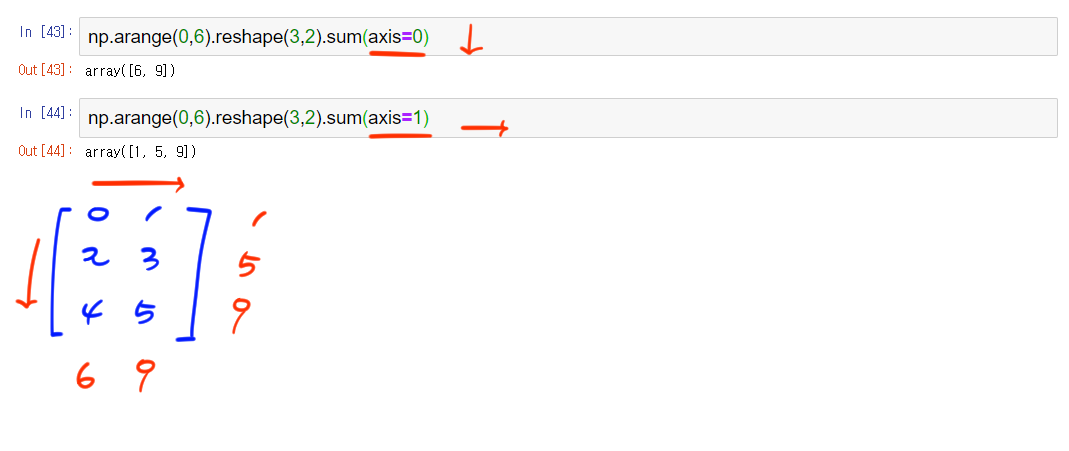 In [43]: np.arange(0,6).reshape(3,2).sum(axis=0)
Out[43]: array([6, 9])
In [44]: np.arange(0,6).reshape(3,2).sum(axis=1)
Out[44]: array([1, 5, 9])
0 1 1
2 3 5
4 5 9
6 9